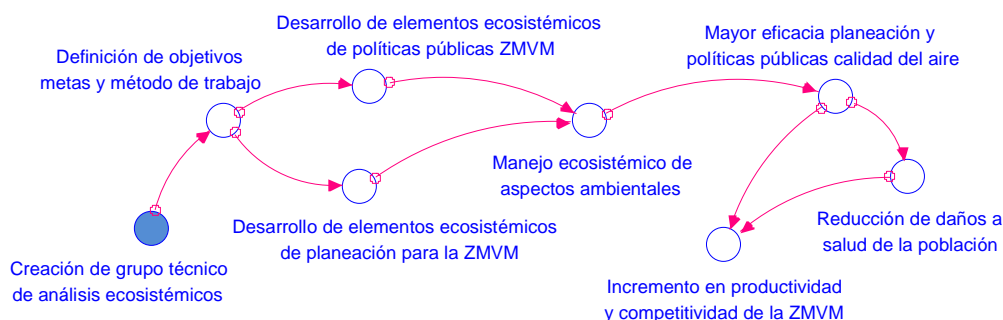 Desarrollo de elementos ecosistémicos
de políticas públicas ZMVM
Definición de objetivos
metas y método de trabajo
Mayor eficacia planeación y
políticas públicas calidad del aire
Manejo ecosistémico de
aspectos ambientales
Desarrollo de elementos ecosistémicos
de planeación para la ZMVM
Reducción de daños a
salud de la población
Creación de grupo técnico
de análisis ecosistémicos
Incremento en productividad
y competitividad de la ZMVM